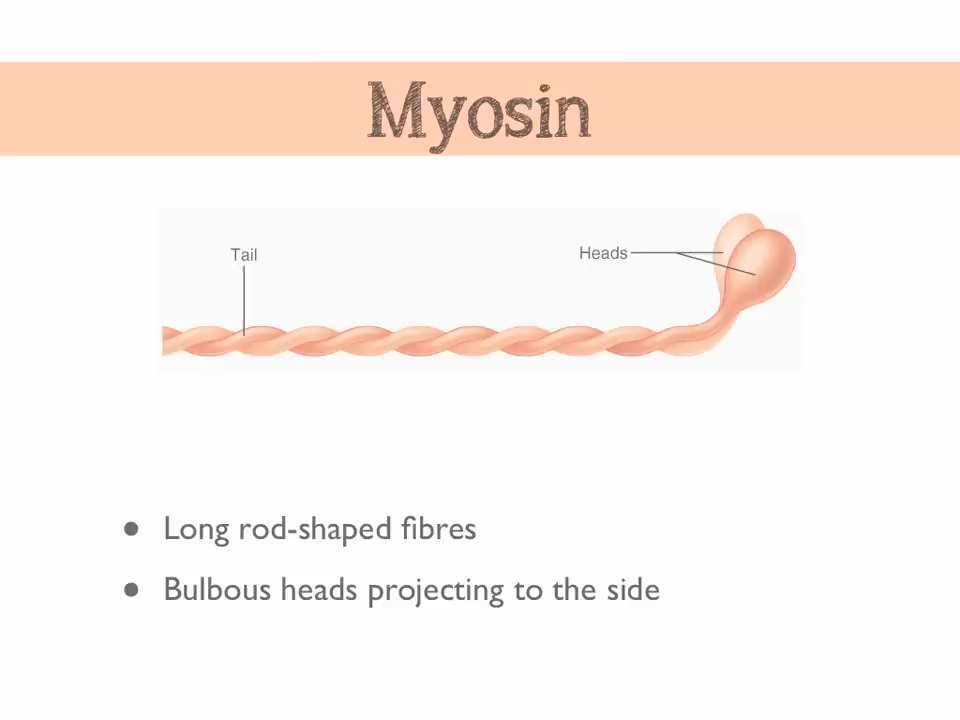 Myosin
Tail
Heads
● Long rod-shaped fibres
● Bulbous heads projecting to the side